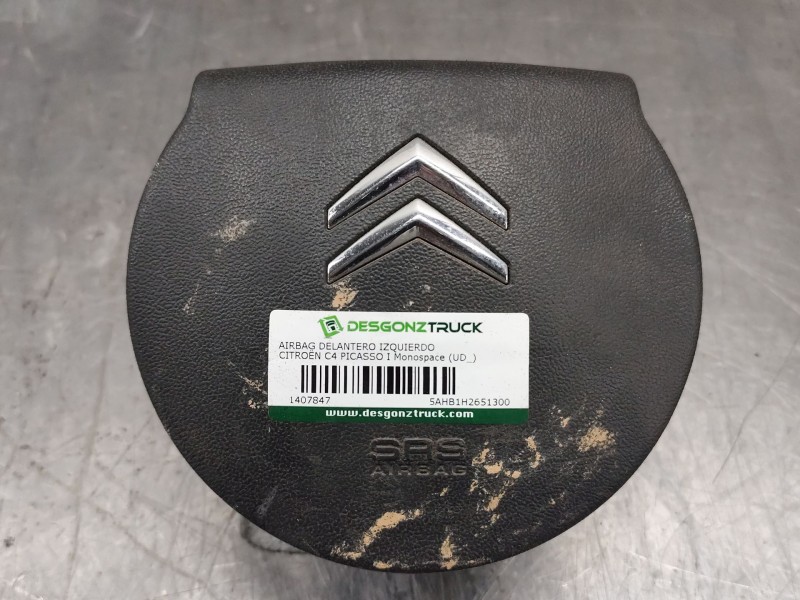 DESGONZTRUCK
AIRBAG DELANTERO IZQUIERDO
CITROËN C4 PICASSO I Monospace (UD_)
1407847 5AHB1H2651300
www.desgonztruck.com
SRS
AIRBAG